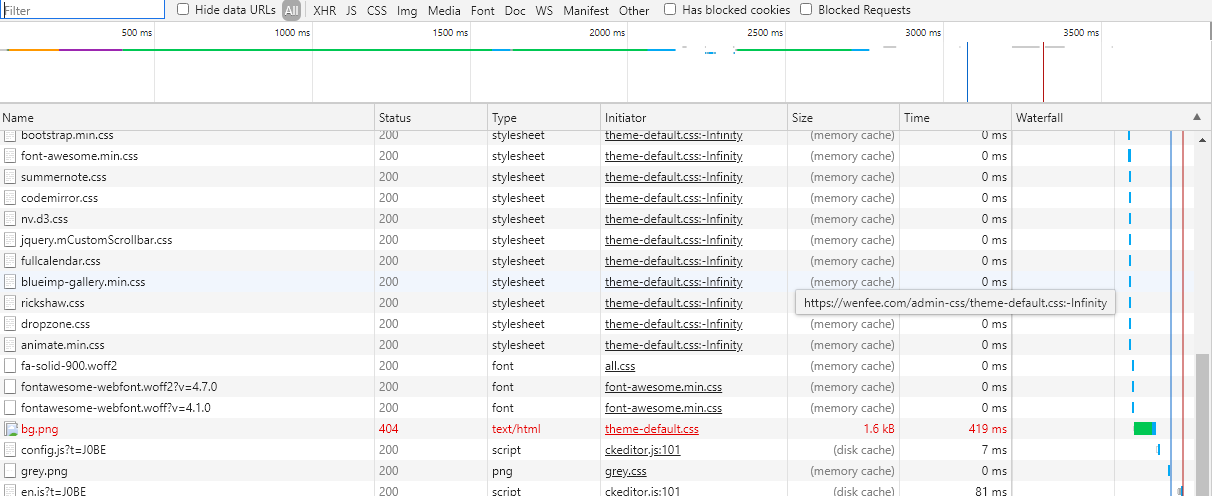 Filter Hide data URLs All XHR JS CSS Img Media Font Doc WS Manifest Other Has blocked cookies Blocked Requests
500 ms 1000 ms 1500 ms 2000 ms 2500 ms 3000 ms 3500 ms
Name Status Type Initiator Size Time Waterfall
bootstrap.min.css 200 stylesheet theme-default.css:-Infinity (memory cache) 0 ms
font-awesome.min.css 200 stylesheet theme-default.css:-Infinity (memory cache) 0 ms
summernote.css 200 stylesheet theme-default.css:-Infinity (memory cache) 0 ms
codemirror.css 200 stylesheet theme-default.css:-Infinity (memory cache) 0 ms
nv.d3.css 200 stylesheet theme-default.css:-Infinity (memory cache) 0 ms
jquery.mCustomScrollbar.css 200 stylesheet theme-default.css:-Infinity (memory cache) 0 ms
fullcalendar.css 200 stylesheet theme-default.css:-Infinity (memory cache) 0 ms
blueimp-gallery.min.css 200 stylesheet theme-default.css:-Infinity (memory cache) 0 ms
rickshaw.css 200 stylesheet theme-default.css:-Infinity https://wenfee.com/admin-css/theme-default.css:-Infinity
dropzone.css 200 stylesheet theme-default.css:-Infinity (memory cache) 0 ms
animate.min.css 200 stylesheet theme-default.css:-Infinity (memory cache) 0 ms
fa-solid-900.woff2 200 font all.css (memory cache) 0 ms
fontawesome-webfont.woff2?v=4.7.0 200 font font-awesome.min.css (memory cache) 0 ms
fontawesome-webfont.woff?v=4.1.0 200 font font-awesome.min.css (memory cache) 0 ms
bg.png 404 text/html theme-default.css 1.6 kB 419 ms
config.js?t=J0BE 200 script ckeditor.js:101 (disk cache) 7 ms
grey.png 200 png grey.css (memory cache) 0 ms
en.js?t=J0BE 200 script ckeditor.js:101 (disk cache) 81 ms